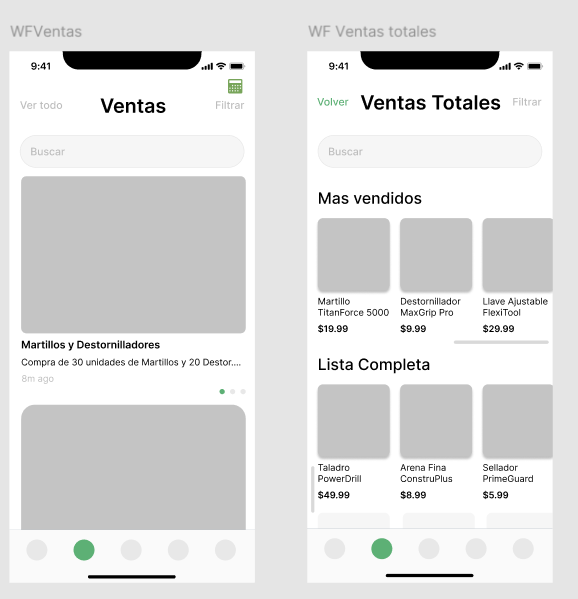 WFVentas
9:41
Ver todo
Ventas
Filtrar
Buscar
Martillos y Destornilladores
Compra de 30 unidades de Martillos y 20 Destor....
8m ago
WF Ventas totales
9:41
Volver
Ventas Totales
Filtrar
Buscar
Mas vendidos
Martillo
TitanForce 5000
$19.99
Destornillador
MaxGrip Pro
$9.99
Llave Ajustable
FlexiTool
$29.99
Lista Completa
Taladro
PowerDrill
$49.99
Arena Fina
ConstruPlus
$8.99
Sellador
PrimeGuard
$5.99